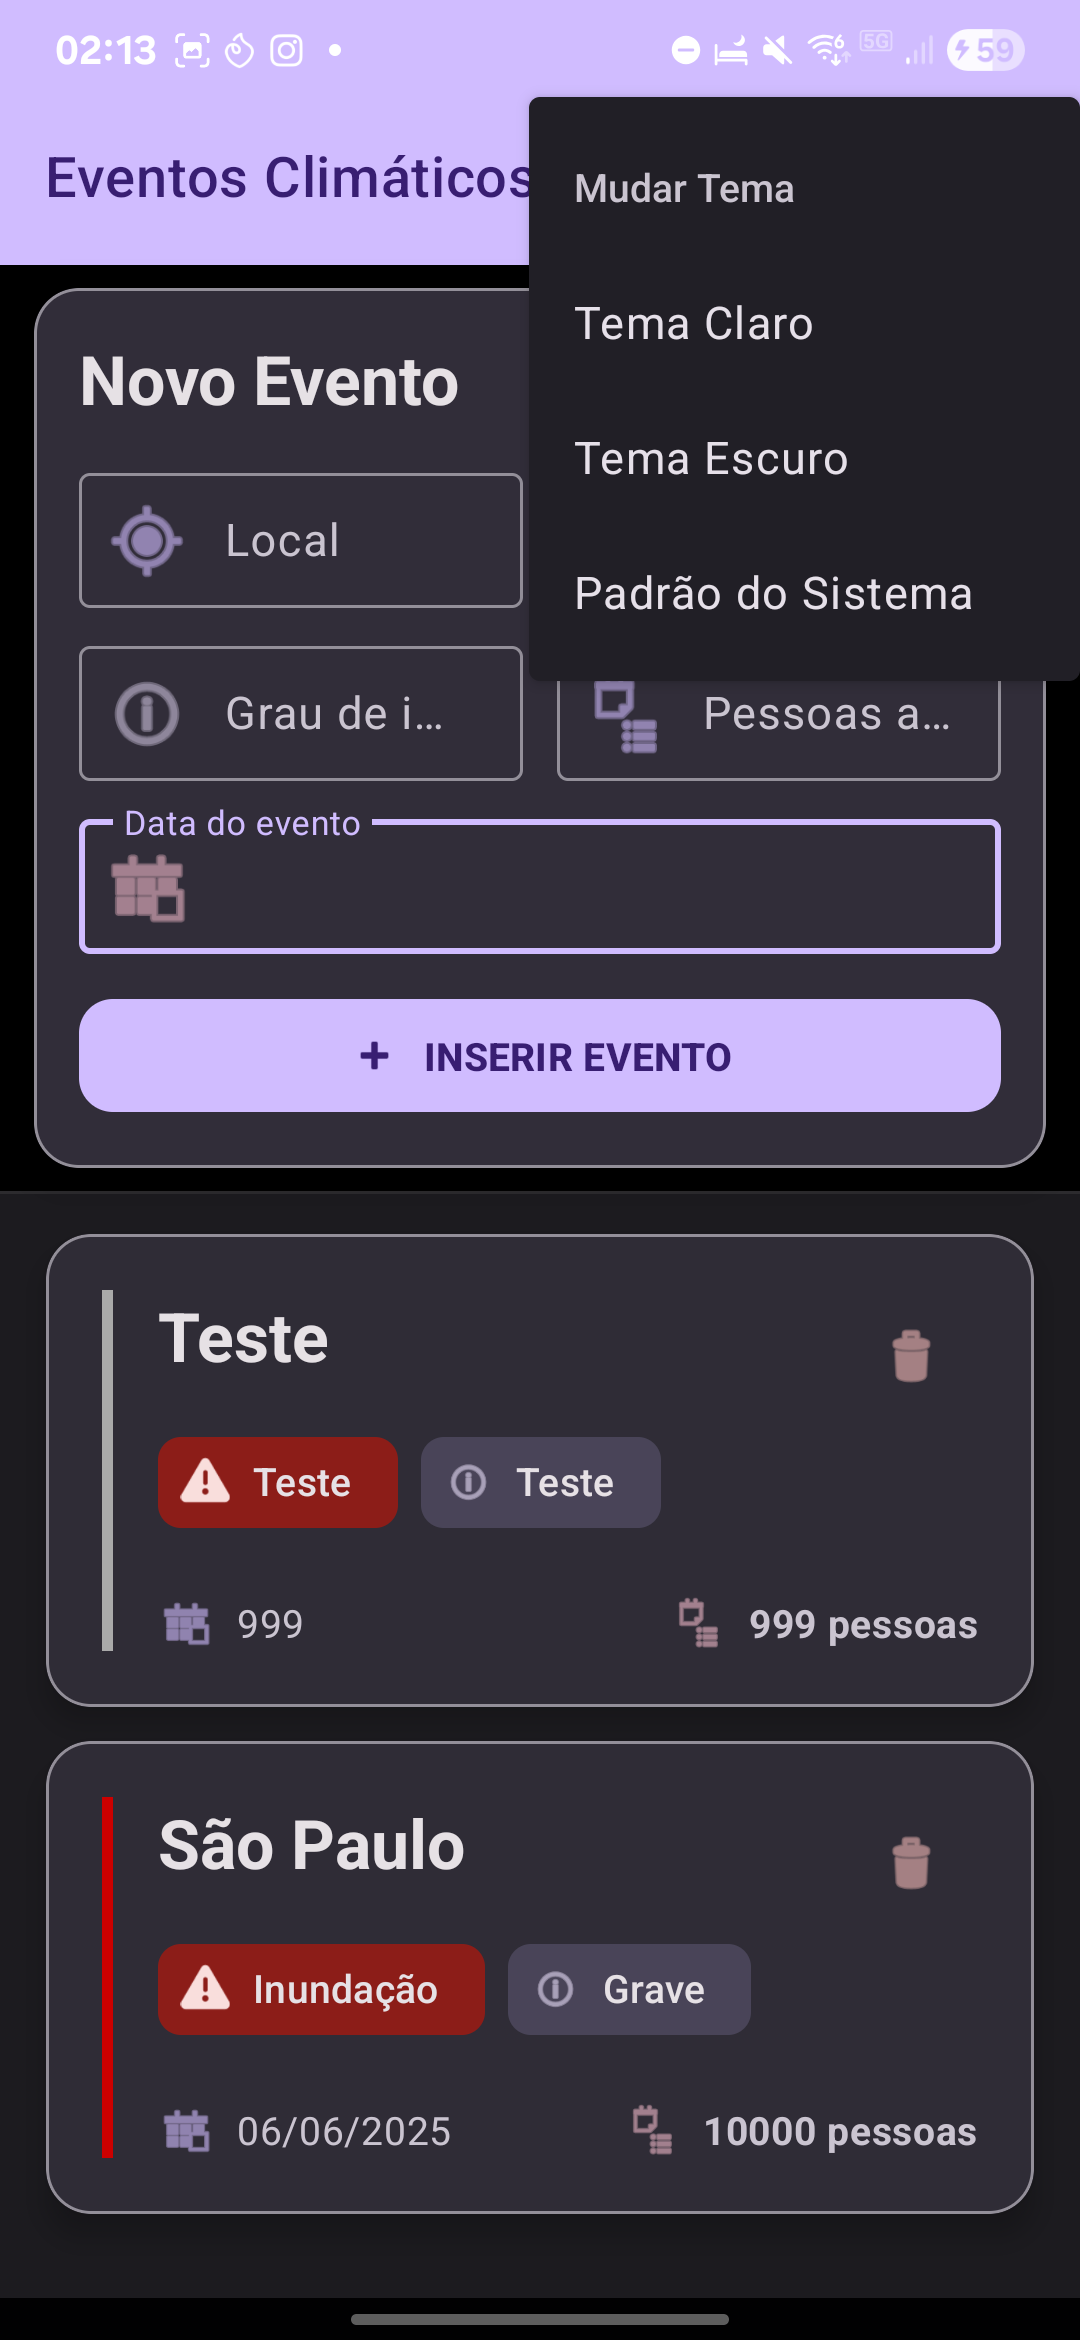 02:13
6
5G
59
Eventos Climáticos
Mudar Tema
Tema Claro
Tema Escuro
Padrão do Sistema
Novo Evento
Local
Grau de i...
Pessoas a...
Data do evento
+ INSERIR EVENTO
Teste
Teste
Teste
999
999 pessoas
São Paulo
Inundação
Grave
06/06/2025
10000 pessoas